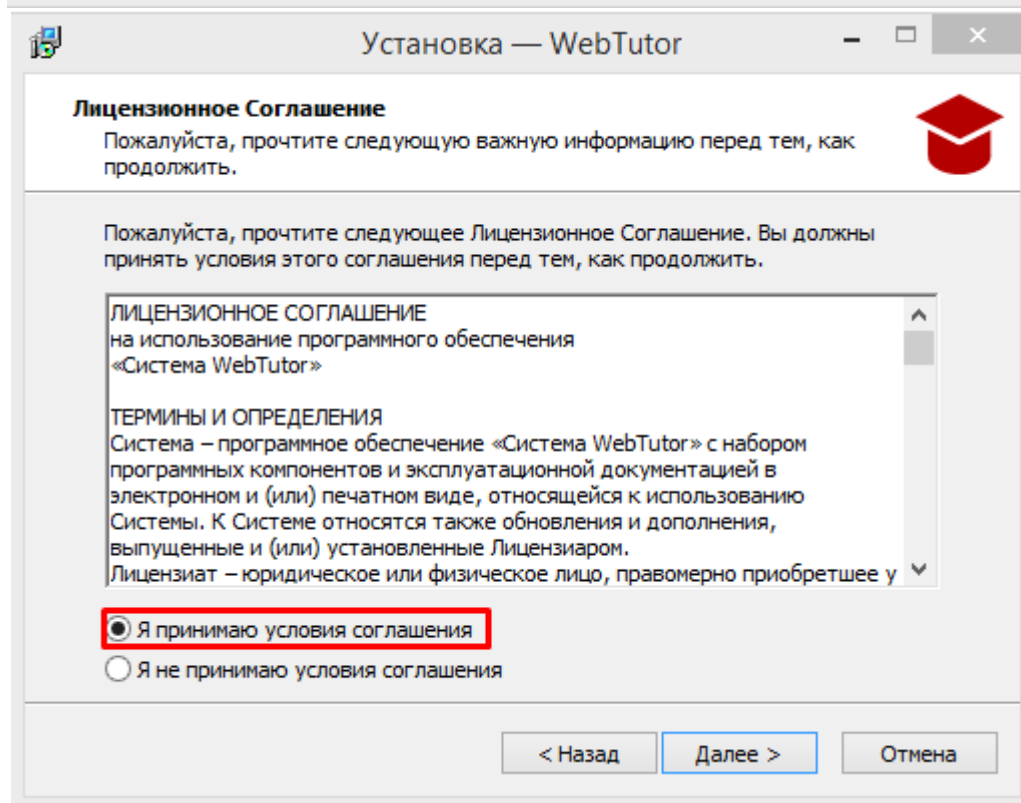 Установка — WebTutor
Лицензионное Соглашение
Пожалуйста, прочтите следующую важную информацию перед тем, как
продолжить.
Пожалуйста, прочтите следующее Лицензионное Соглашение. Вы должны
принять условия этого соглашения перед тем, как продолжить.
ЛИЦЕНЗИОННОЕ СОГЛАШЕНИЕ
на использование программного обеспечения
«Система WebTutor»
ТЕРМИНЫ И ОПРЕДЕЛЕНИЯ
Система – программное обеспечение «Система WebTutor» с набором
программных компонентов и эксплуатационной документацией в
электронном и (или) печатном виде, относящейся к использованию
Системы. К Системе относятся также обновления и дополнения,
выпущенные и (или) установленные Лицензиаром.
Лицензиат – юридическое или физическое лицо, правомерно приобретшее у
Я принимаю условия соглашения
Я не принимаю условия соглашения
< Назад
Далее >
Отмена